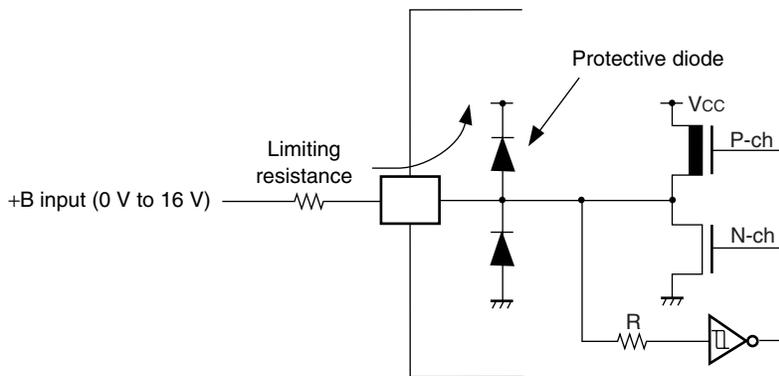 Protective diode
VCC
P-ch
Limiting
resistance
+B input (0 V to 16 V)
N-ch
R